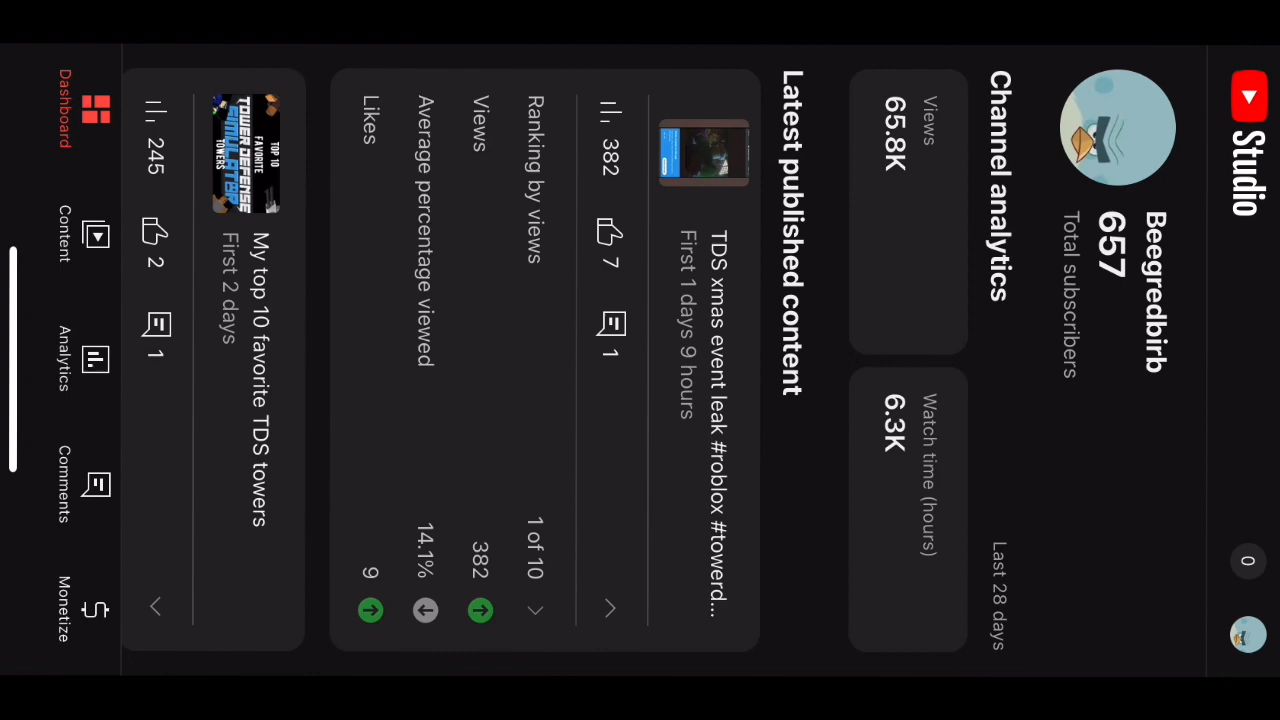 Studio
0
Beegredbirb
657
Total subscribers
Channel analytics
Last 28 days
Views
65.8K
Watch time (hours)
6.3K
Latest published content
TDS xmas event leak #roblox #towerd...
First 1 days 9 hours
382
7
1
Ranking by views
1 of 10
Views
382
Average percentage viewed
14.1%
Likes
9
TOP 10
FAVORITE
TOWER DEFENSE
SIMULATOR
TOWERS
My top 10 favorite TDS towers
First 2 days
245
2
1
Dashboard
Content
Analytics
Comments
Monetize